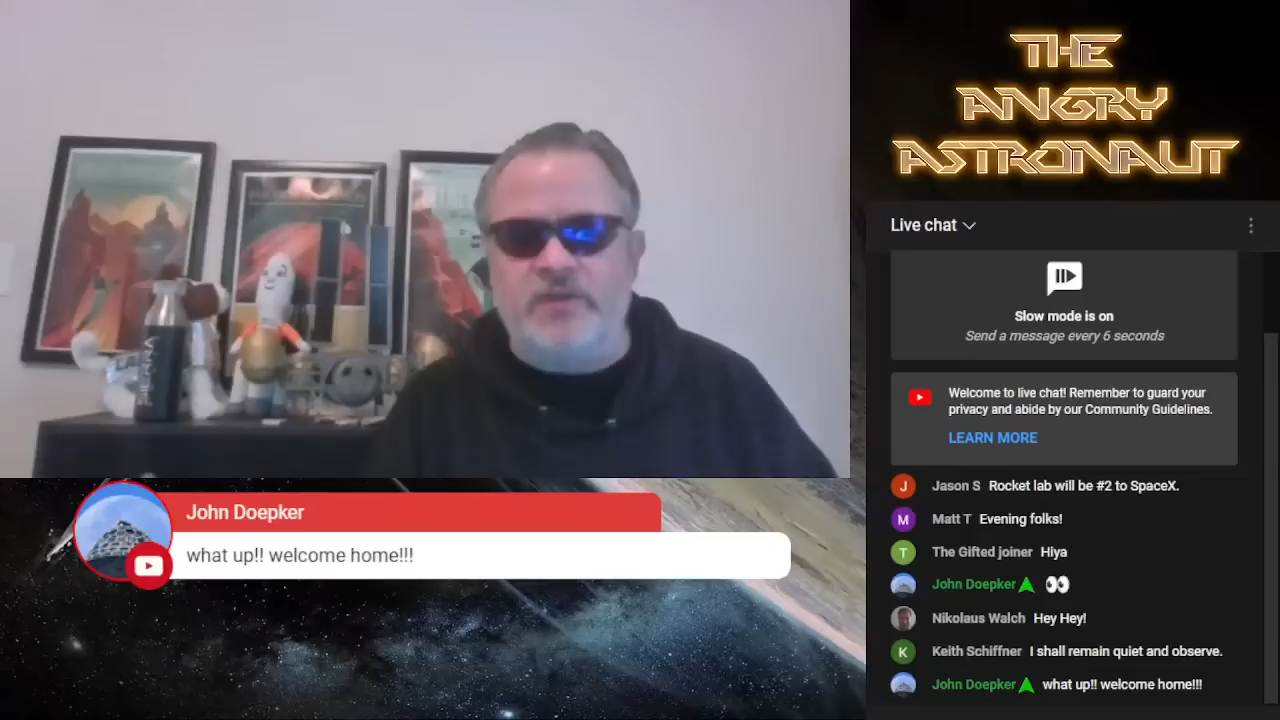 THE
ANGRY
ASTRONAUT
Live chat
Slow mode is on
Send a message every 6 seconds
Welcome to live chat! Remember to guard your
privacy and abide by our Community Guidelines.
LEARN MORE
J Jason S Rocket lab will be #2 to SpaceX.
M Matt T Evening folks!
T The Gifted joiner Hiya
John Doepker 👀
Nikolaus Walch Hey Hey!
K Keith Schiffner I shall remain quiet and observe.
John Doepker what up!! welcome home!!!
John Doepker
what up!! welcome home!!!